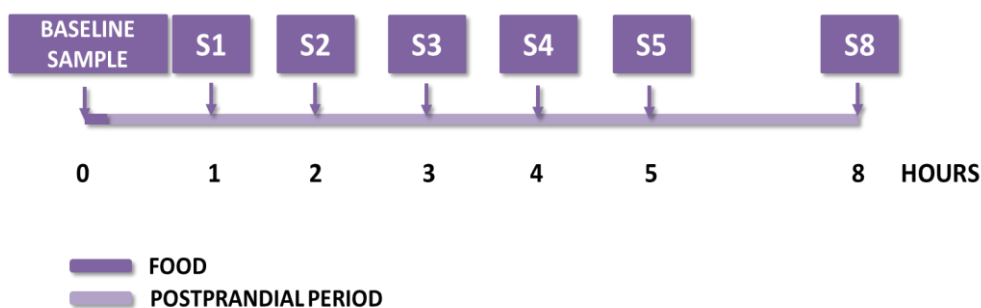 BASELINE
SAMPLE
S1
S2
S3
S4
S5
S8
0
1
2
3
4
5
8
HOURS
FOOD
POSTPRANDIAL PERIOD